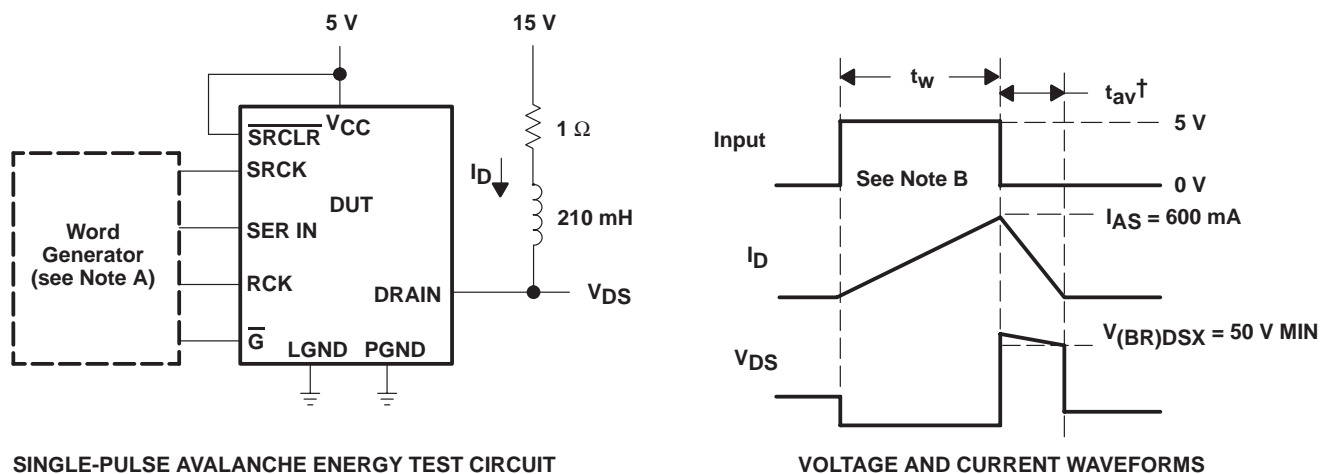 5 V
15 V
VCC
SRCLR
1 Ω
SRCK
ID
DUT
210 mH
Word
Generator
(see Note A)
SER IN
RCK
DRAIN
VDS
G
LGND PGND
SINGLE-PULSE AVALANCHE ENERGY TEST CIRCUIT
tw
tav†
Input
5 V
See Note B
0 V
IAS = 600 mA
ID
V(BR)DSX = 50 V MIN
VDS
VOLTAGE AND CURRENT WAVEFORMS